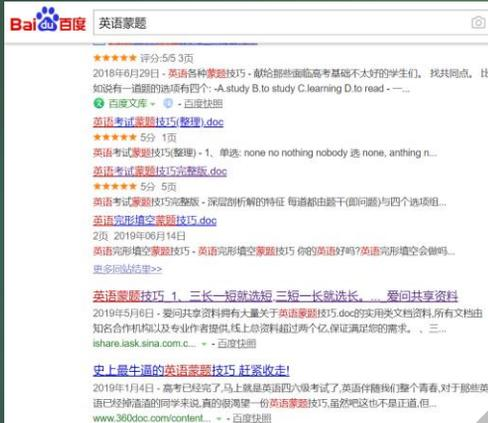 Bai du 百度
英语蒙题
★★★★★ 评分:5/5 3页
2018年6月29日 - 英语各种蒙题技巧 - 献给那些面临高考基础不太好的学生们。 找共同点。 比
如说有一道题的选项有四个: -A.study B.to study C.learning D.to read - 一...
百度文库 - 百度快照
英语考试蒙题技巧(整理).doc
★★★★★ 5分 1页
英语考试蒙题技巧(整理) - 1、单选: none no nothing nobody 选 none, anthing n...
英语考试蒙题技巧完整版.doc
★★★★★ 5分 5页
英语考试蒙题技巧完整版 - 深层剖析解的特征 每道都由题干(即问题)与四个选项组...
英语完形填空蒙题技巧.doc
2页 2019年06月14日
英语完形填空蒙题技巧 - 英语完形填空蒙题技巧 你的英语好吗?英语完形填空会做吗...
更多同站结果>>
英语蒙题技巧_1、三长一短就选短,三短一长就选长。..._爱问共享资料
2019年5月6日 - 爱问共享资料拥有大量关于英语蒙题技巧.doc的实用类文档资料,所有文档由
知名合作机构以及专业作者提供,线上总资料超过两个亿,保证满足您的需求。 、三...
ishare.iask.sina.com.c... - 百度快照
史上最牛逼的英语蒙题技巧 赶紧收走!
2019年1月4日 - 高考已经完了,马上就是英语四六级考试了,英语伴随我们整个青春,对于那些英
语已经掉渣渣的同学来说,真的很渴望一份英语蒙题技巧,虽然吧这也不是正道,但...
www.360doc.com/content... - 百度快照